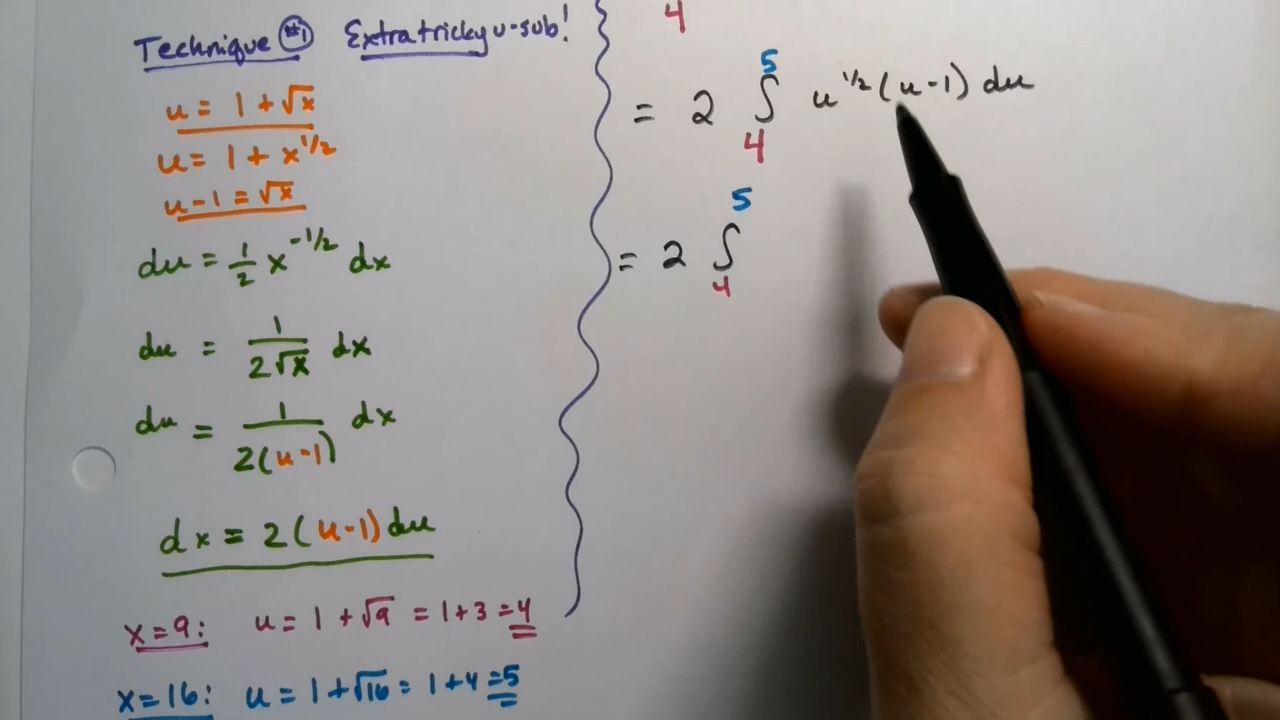 Technique #1 Extra tricky u-sub!
u = 1 + √x
u = 1 + x^1/2
u-1 = √x
du = 1/2 x^-1/2 dx
du = 1/2√x dx
du = 1/2(u-1) dx
dx = 2(u-1)du
x=9: u = 1 + √9 = 1+3 = 4
x=16: u = 1+√16 = 1+4 = 5
4
= 2 ∫_4^5 u^1/2 (u-1) du
= 2 ∫_4^5